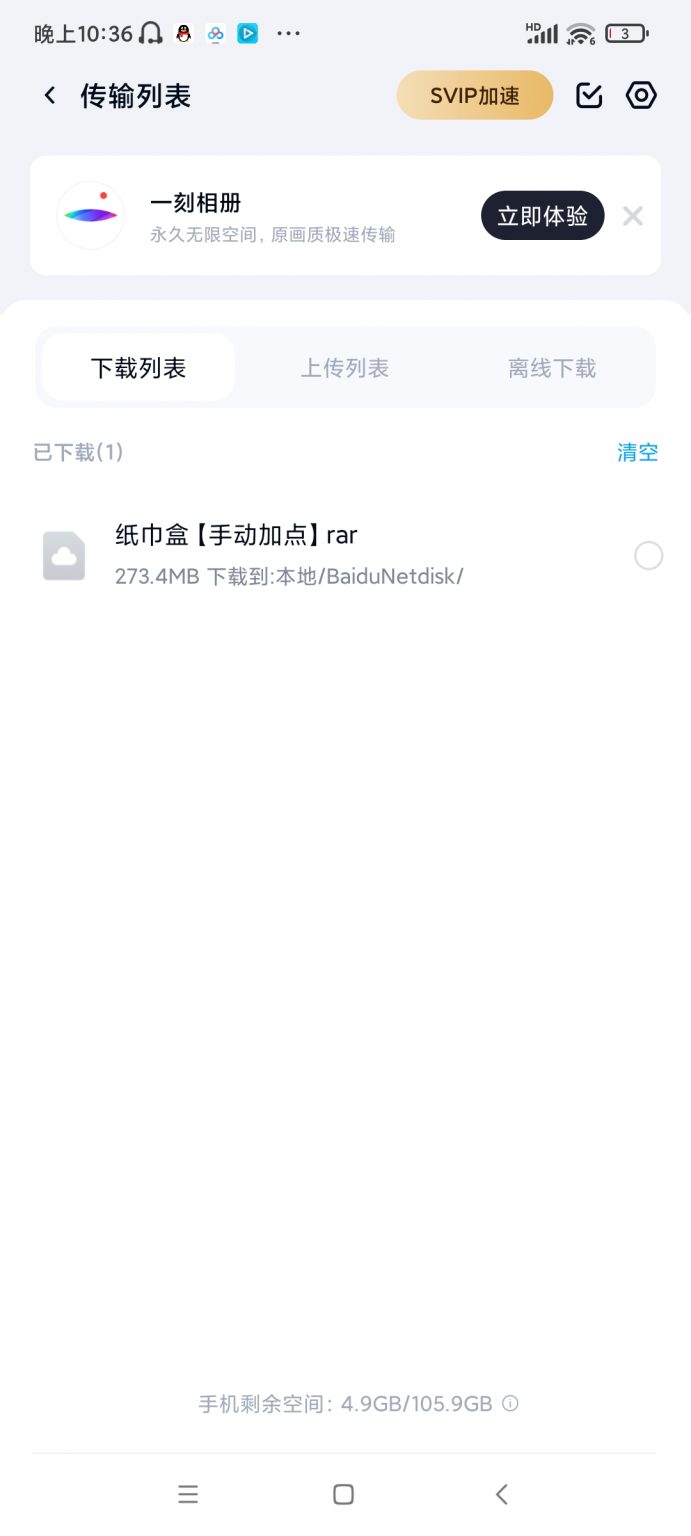 晚上10:36
HD
6
3
传输列表
SVIP加速
一刻相册
永久无限空间，原画质极速传输
立即体验
下载列表
上传列表
离线下载
已下载(1)
清空
纸巾盒【手动加点】rar
273.4MB 下载到:本地/BaiduNetdisk/
手机剩余空间：4.9GB/105.9GB